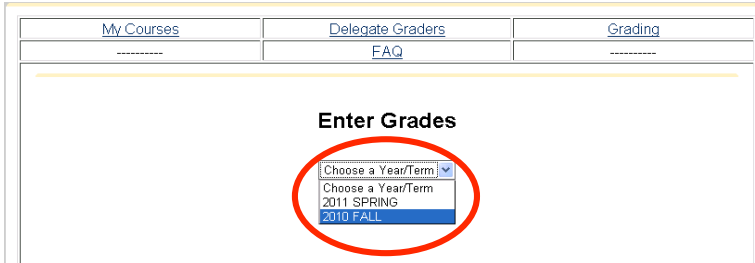 My Courses Delegate Graders Grading
---------- FAQ ----------
Enter Grades
Choose a Year/Term
Choose a Year/Term
2011 SPRING
2010 FALL